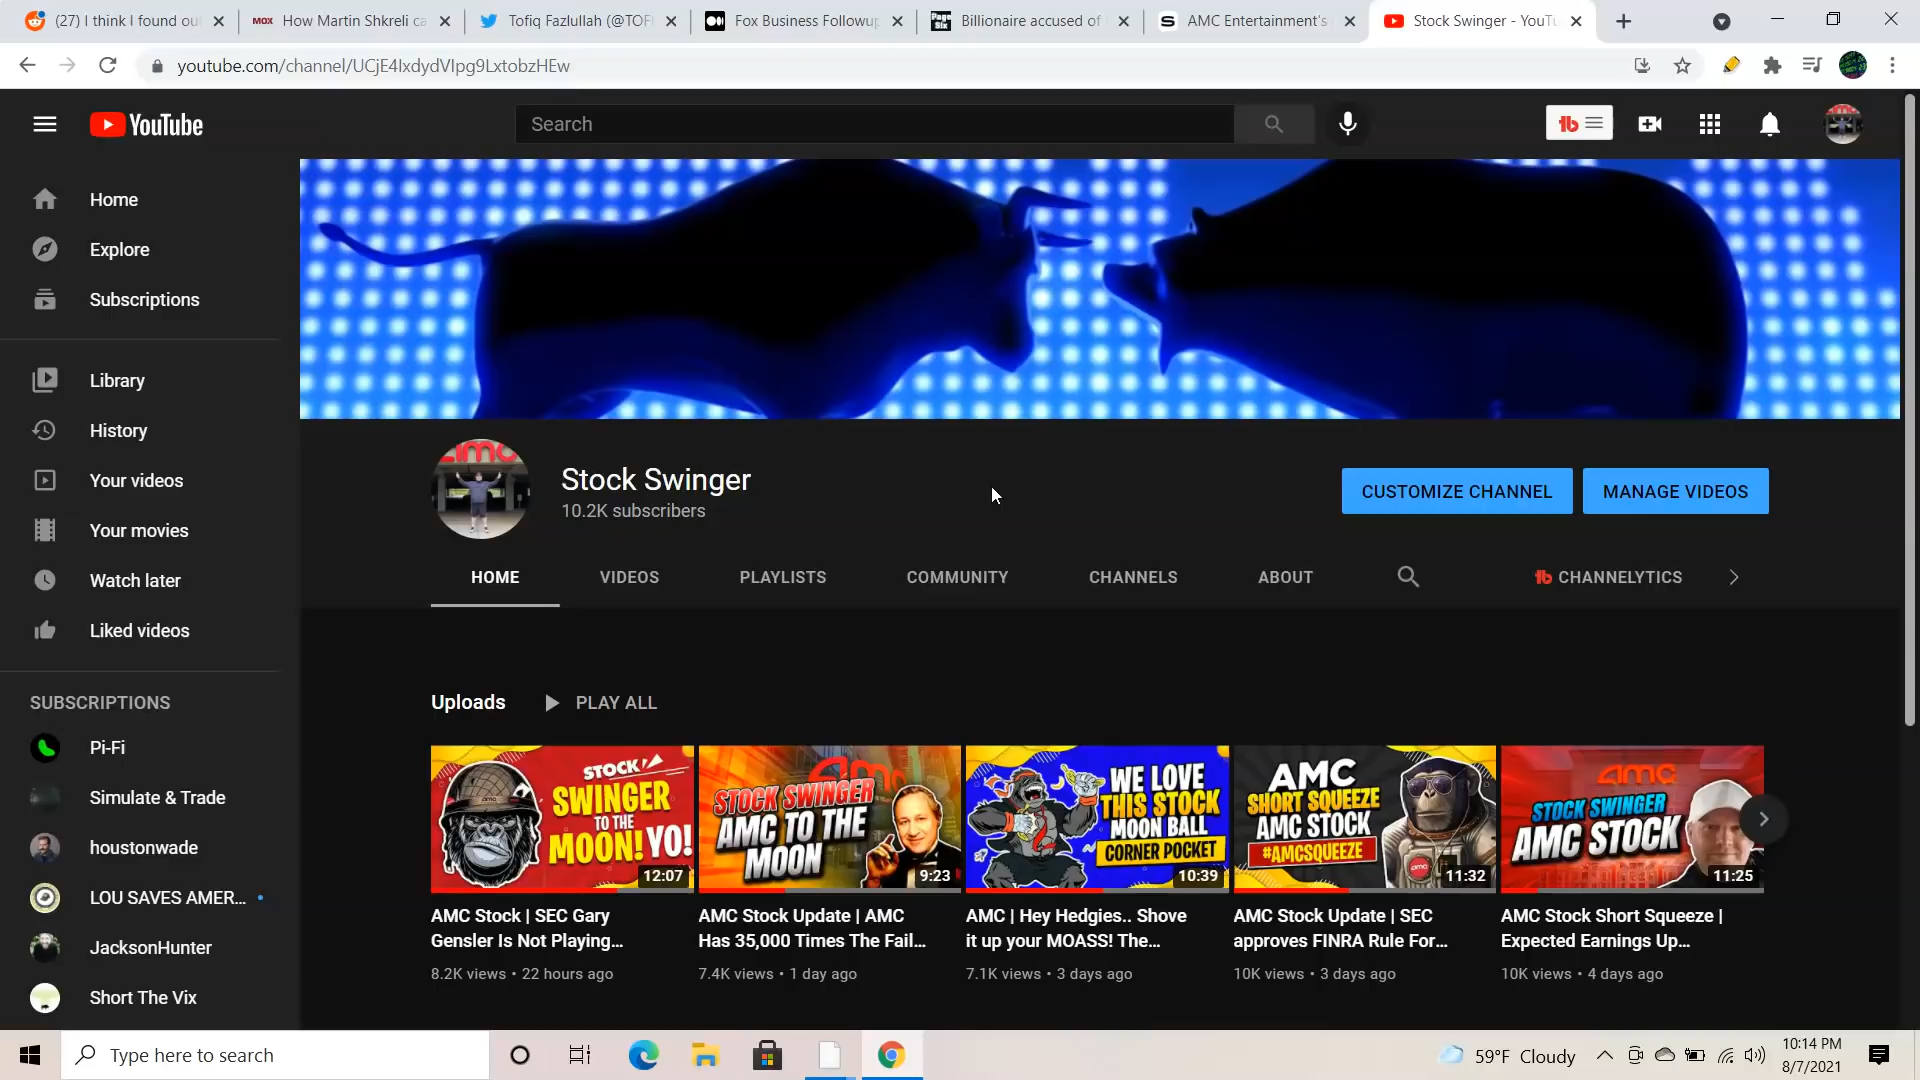 (27) I think I found ou
MOX How Martin Shkreli ca
Tofiq Fazlullah (@TOFI
Fox Business Followup
Page Six Billionaire accused of
S AMC Entertainment's
Stock Swinger - YouTu
youtube.com/channel/UCjE4IxdydVIpg9LxtobzHEw
YouTube
Search
Home
Explore
Subscriptions
Library
History
Your videos
Your movies
Watch later
Liked videos
SUBSCRIPTIONS
Pi-Fi
Simulate & Trade
houstonwade
LOU SAVES AMER...
JacksonHunter
Short The Vix
Stock Swinger
10.2K subscribers
CUSTOMIZE CHANNEL
MANAGE VIDEOS
HOME
VIDEOS
PLAYLISTS
COMMUNITY
CHANNELS
ABOUT
CHANNELYTICS
Uploads
PLAY ALL
STOCK
SWINGER
TO THE
MOON! YO!
12:07
AMC Stock | SEC Gary
Gensler Is Not Playing...
8.2K views • 22 hours ago
amc
STOCK SWINGER
AMC TO THE
MOON
9:23
AMC Stock Update | AMC
Has 35,000 Times The Fail...
7.4K views • 1 day ago
WE LOVE
THIS STOCK
MOON BALL
CORNER POCKET
10:39
AMC | Hey Hedgies.. Shove
it up your MOASS! The...
7.1K views • 3 days ago
AMC
SHORT SQUEEZE
AMC STOCK
#AMCSQUEEZE
amc
11:32
AMC Stock Update | SEC
approves FINRA Rule For...
10K views • 3 days ago
amc
STOCK SWINGER
AMC STOCK
11:25
AMC Stock Short Squeeze |
Expected Earnings Up...
10K views • 4 days ago
Type here to search
59°F Cloudy
10:14 PM
8/7/2021